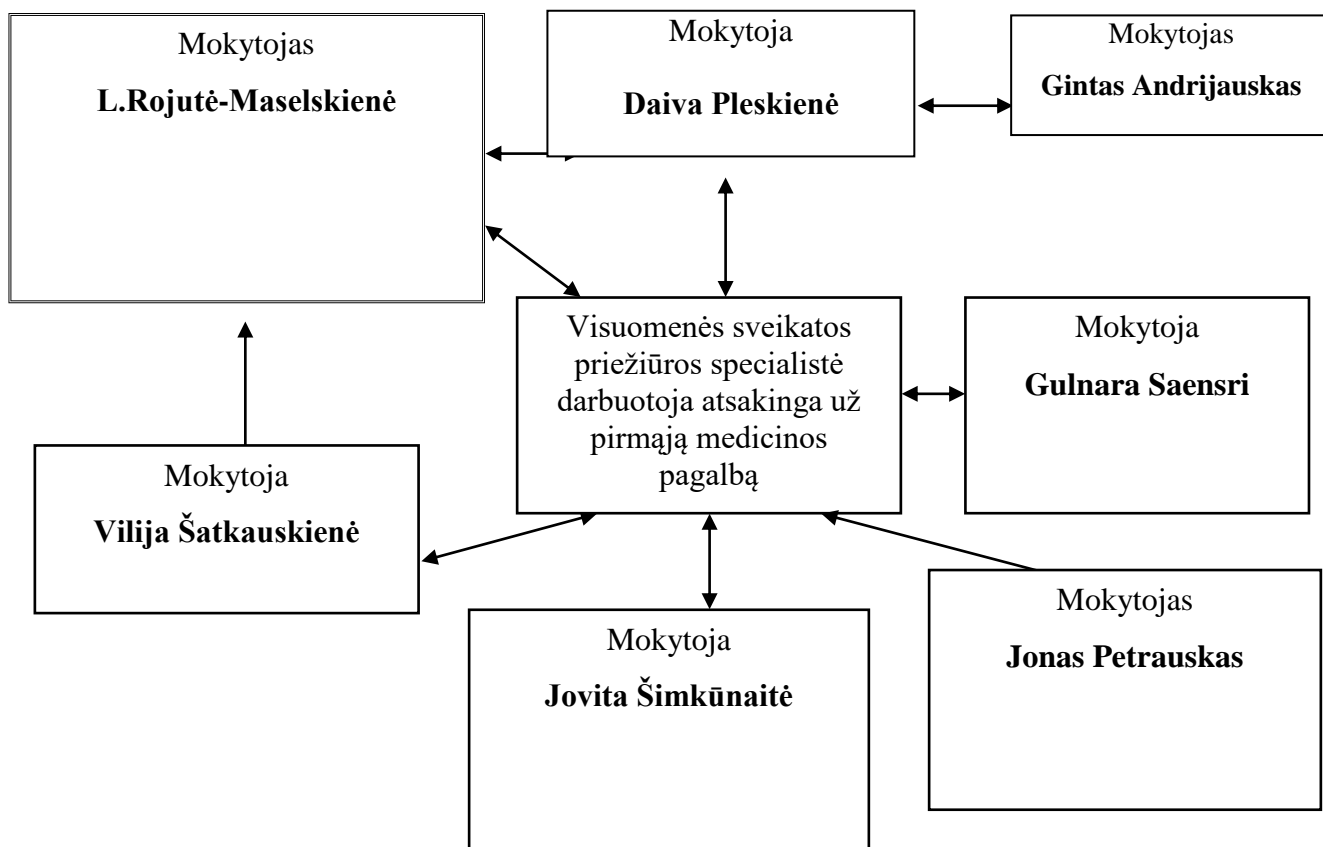 Mokytojas
L.Rojutė-Maselskienė
Mokytoja
Daiva Pleskienė
Mokytojas
Gintas Andrijauskas
Visuomenės sveikatos
priežiūros specialistė
darbuotoja atsakinga už
pirmąją medicinos
pagalbą
Mokytoja
Gulnara Saensri
Mokytoja
Vilija Šatkauskienė
Mokytoja
Jovita Šimkūnaitė
Mokytojas
Jonas Petrauskas